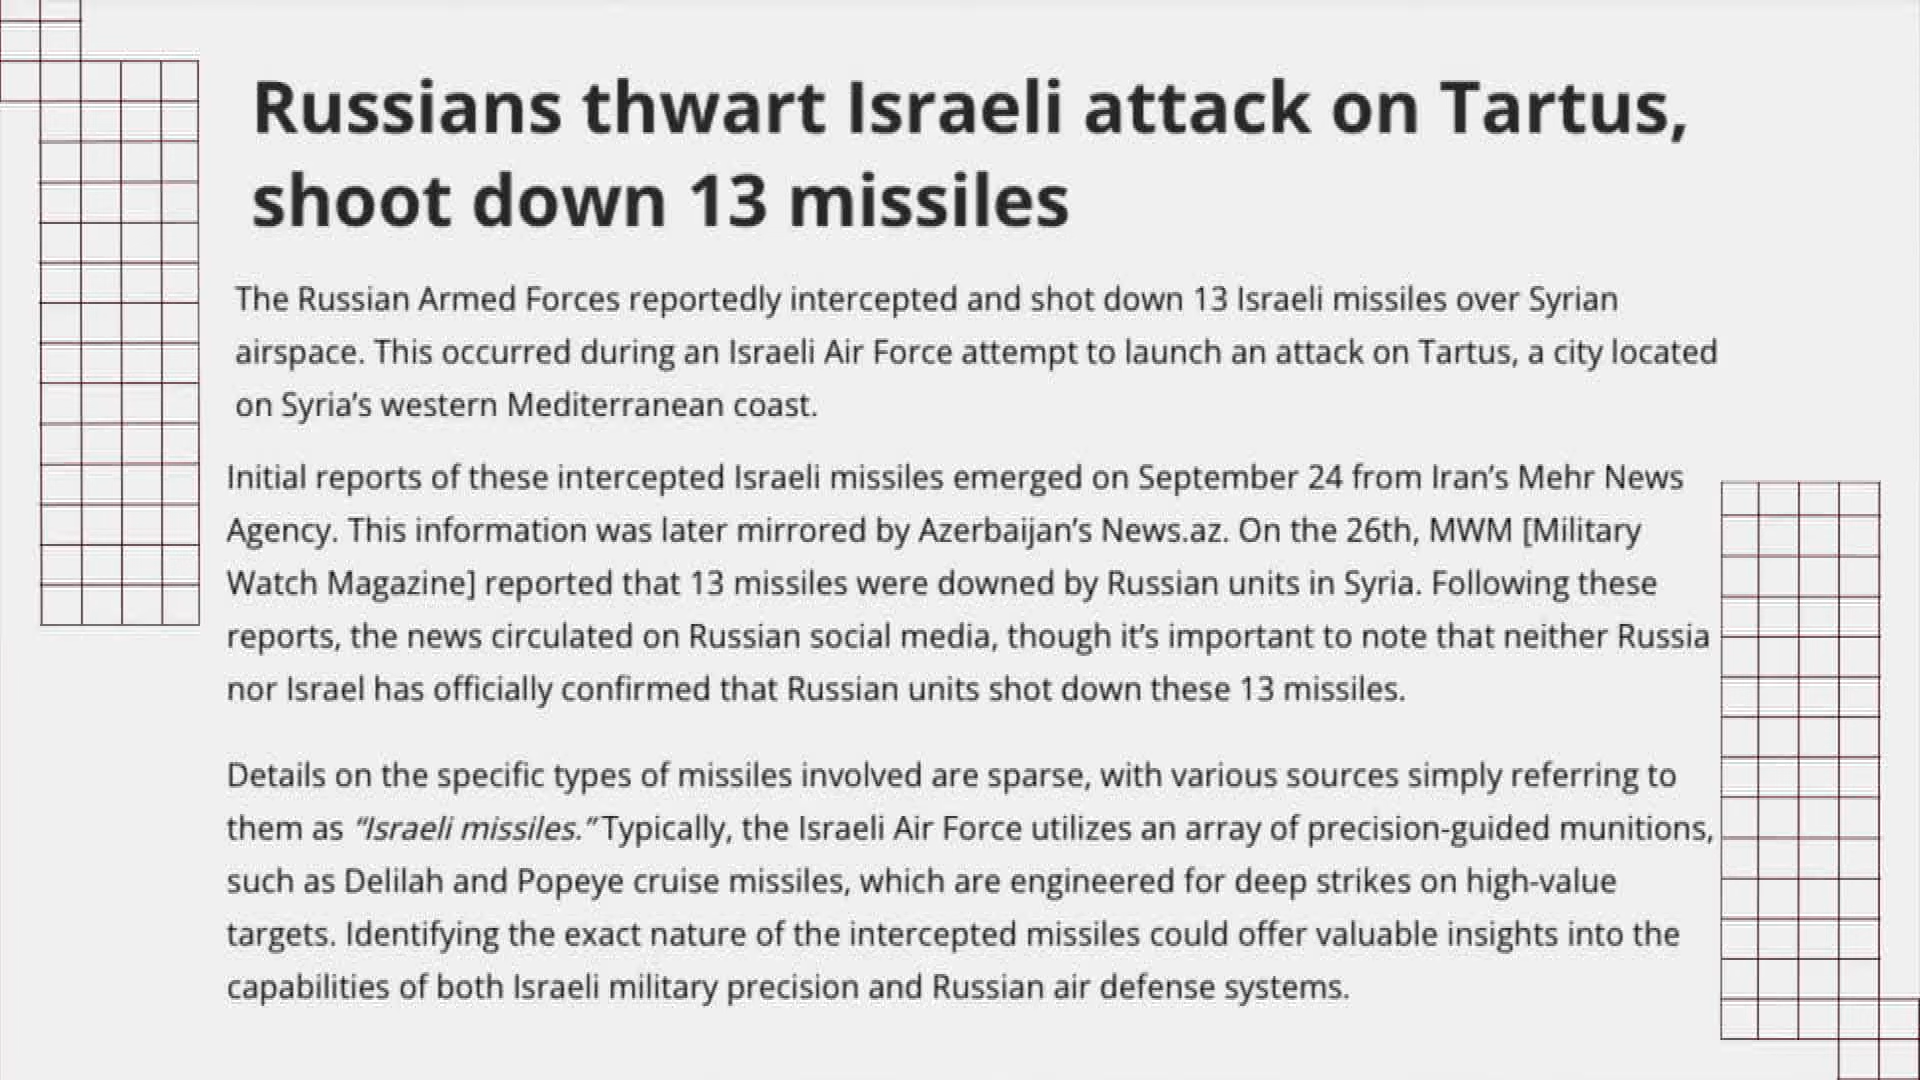 Russians thwart Israeli attack on Tartus,
shoot down 13 missiles
The Russian Armed Forces reportedly intercepted and shot down 13 Israeli missiles over Syrian
airspace. This occurred during an Israeli Air Force attempt to launch an attack on Tartus, a city located
on Syria’s western Mediterranean coast.
Initial reports of these intercepted Israeli missiles emerged on September 24 from Iran’s Mehr News
Agency. This information was later mirrored by Azerbaijan’s News.az. On the 26th, MWM [Military
Watch Magazine] reported that 13 missiles were downed by Russian units in Syria. Following these
reports, the news circulated on Russian social media, though it’s important to note that neither Russia
nor Israel has officially confirmed that Russian units shot down these 13 missiles.
Details on the specific types of missiles involved are sparse, with various sources simply referring to
them as “Israeli missiles.” Typically, the Israeli Air Force utilizes an array of precision-guided munitions,
such as Delilah and Popeye cruise missiles, which are engineered for deep strikes on high-value
targets. Identifying the exact nature of the intercepted missiles could offer valuable insights into the
capabilities of both Israeli military precision and Russian air defense systems.